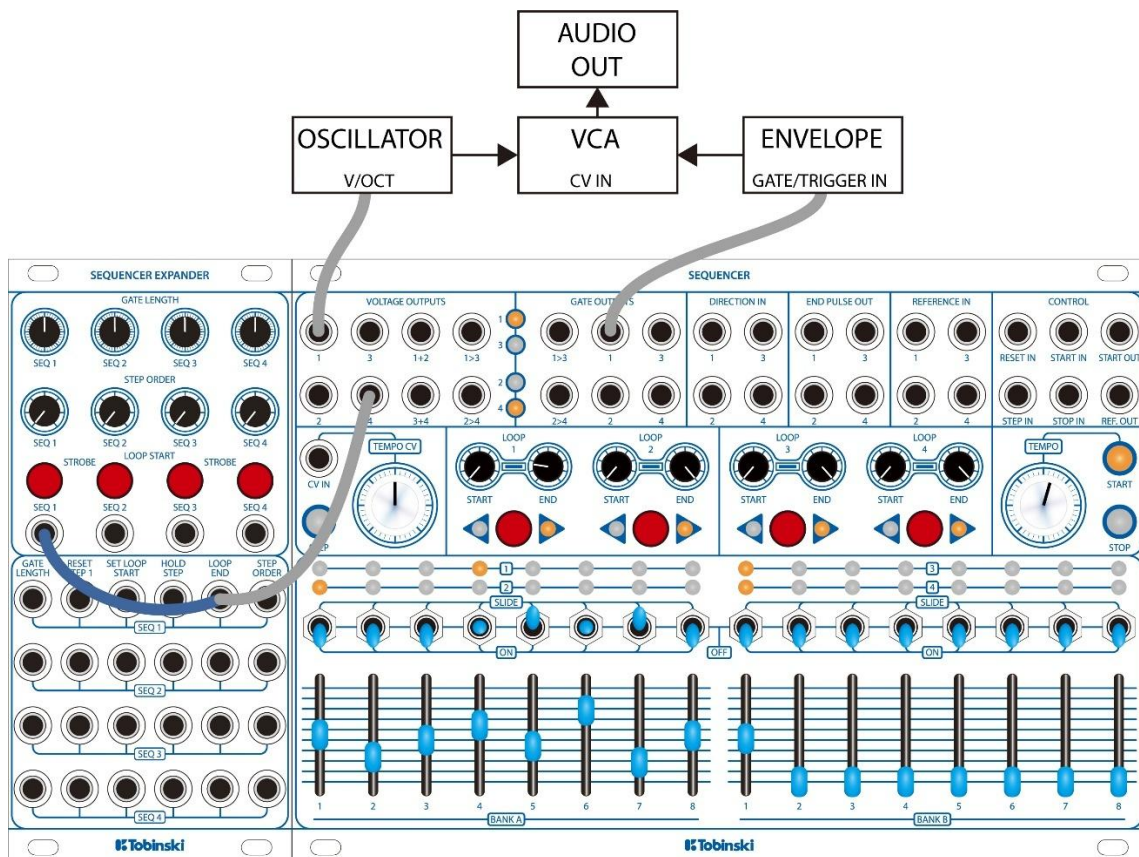 AUDIO
OUT
OSCILLATOR
V/OCT
VCA
CV IN
ENVELOPE
GATE/TRIGGER IN
SEQUENCER EXPANDER
GATE LENGTH
SEQ 1 SEQ 2 SEQ 3 SEQ 4
STEP ORDER
SEQ 1 SEQ 2 SEQ 3 SEQ 4
STROBE LOOP START STROBE
SEQ 1 SEQ 2 SEQ 3 SEQ 4
GATE LENGTH
RESET STEP 1
SET LOOP START
HOLD STEP
LOOP END
STEP ORDER
SEQ 1
SEQ 2
SEQ 3
SEQ 4
Tobinski
SEQUENCER
VOLTAGE OUTPUTS
1 3 1+2 1>3
2 4 3+4 2>4
1
3
2
4
GATE OUTPUTS
1>3 1 3
2>4 2 4
DIRECTION IN
1 3
2 4
END PULSE OUT
1 3
2 4
REFERENCE IN
1 3
2 4
CONTROL
RESET IN START IN START OUT
STEP IN STOP IN REF. OUT
CV IN
TEMPO CV
LOOP
1
START END
LOOP
2
START END
LOOP
3
START END
LOOP
4
START END
TEMPO
START
STOP
1
2
SLIDE
ON
OFF
3
4
SLIDE
ON
1 2 3 4 5 6 7 8
BANK A
1 2 3 4 5 6 7 8
BANK B
Tobinski